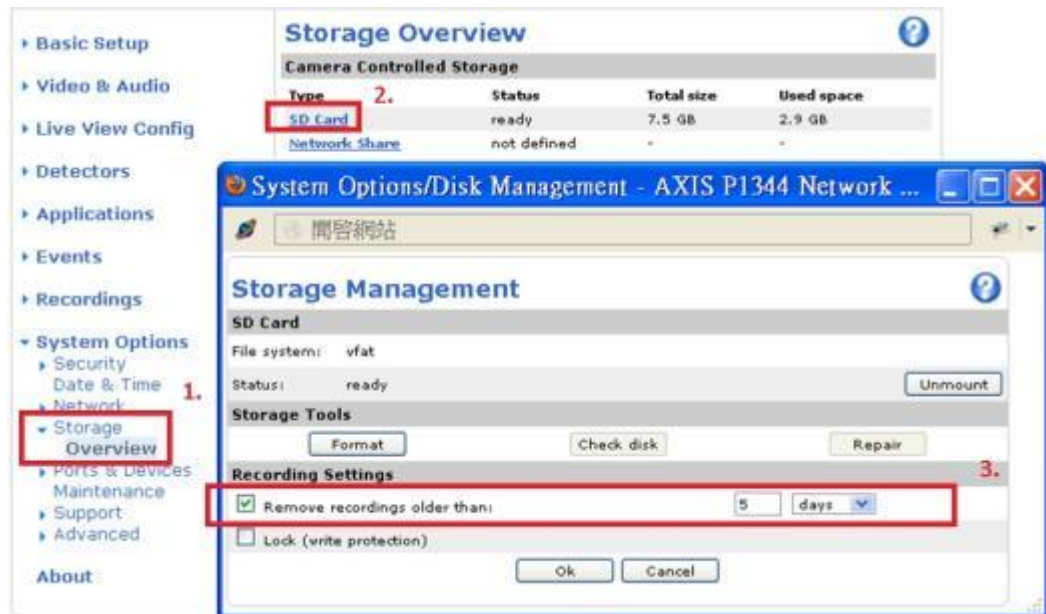 Basic Setup
Video & Audio
Live View Config
Detectors
Applications
Events
Recordings
System Options
Security
Date & Time
1.
Network
Storage
Overview
Ports & Devices
Maintenance
Support
Advanced
About
Storage Overview
Camera Controlled Storage
Type Status Total size Used space
2.
SD Card ready 7.5 GB 2.9 GB
Network Share not defined - -
System Options/Disk Management - AXIS P1344 Network ...
聞啓網站
Storage Management
SD Card
File system: vfat
Status: ready Unmount
Storage Tools
Format Check disk Repair
Recording Settings
3.
Remove recordings older than: 5 days
Lock (write protection)
Ok Cancel